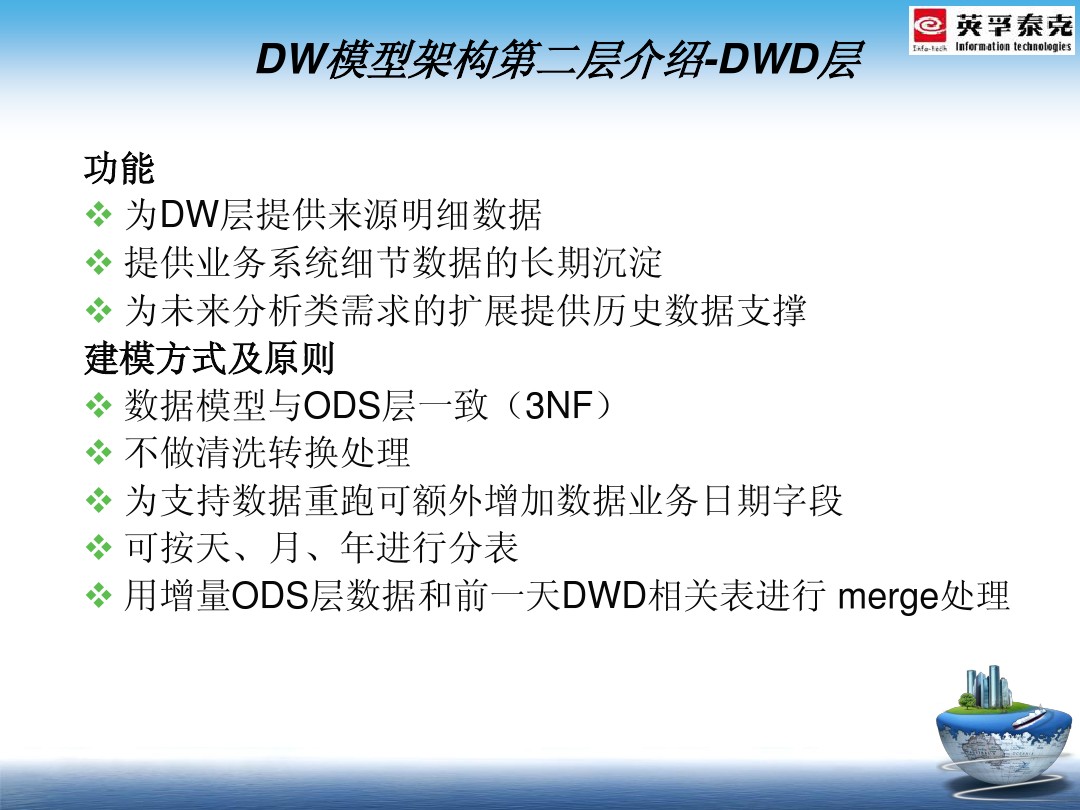 英孚泰克
Info-tech Information technologies
DW模型架构第二层介绍-DWD层
功能
为DW层提供来源明细数据
提供业务系统细节数据的长期沉淀
为未来分析类需求的扩展提供历史数据支撑
建模方式及原则
数据模型与ODS层一致（3NF）
不做清洗转换处理
为支持数据重跑可额外增加数据业务日期字段
可按天、月、年进行分表
用增量ODS层数据和前一天DWD相关表进行 merge处理